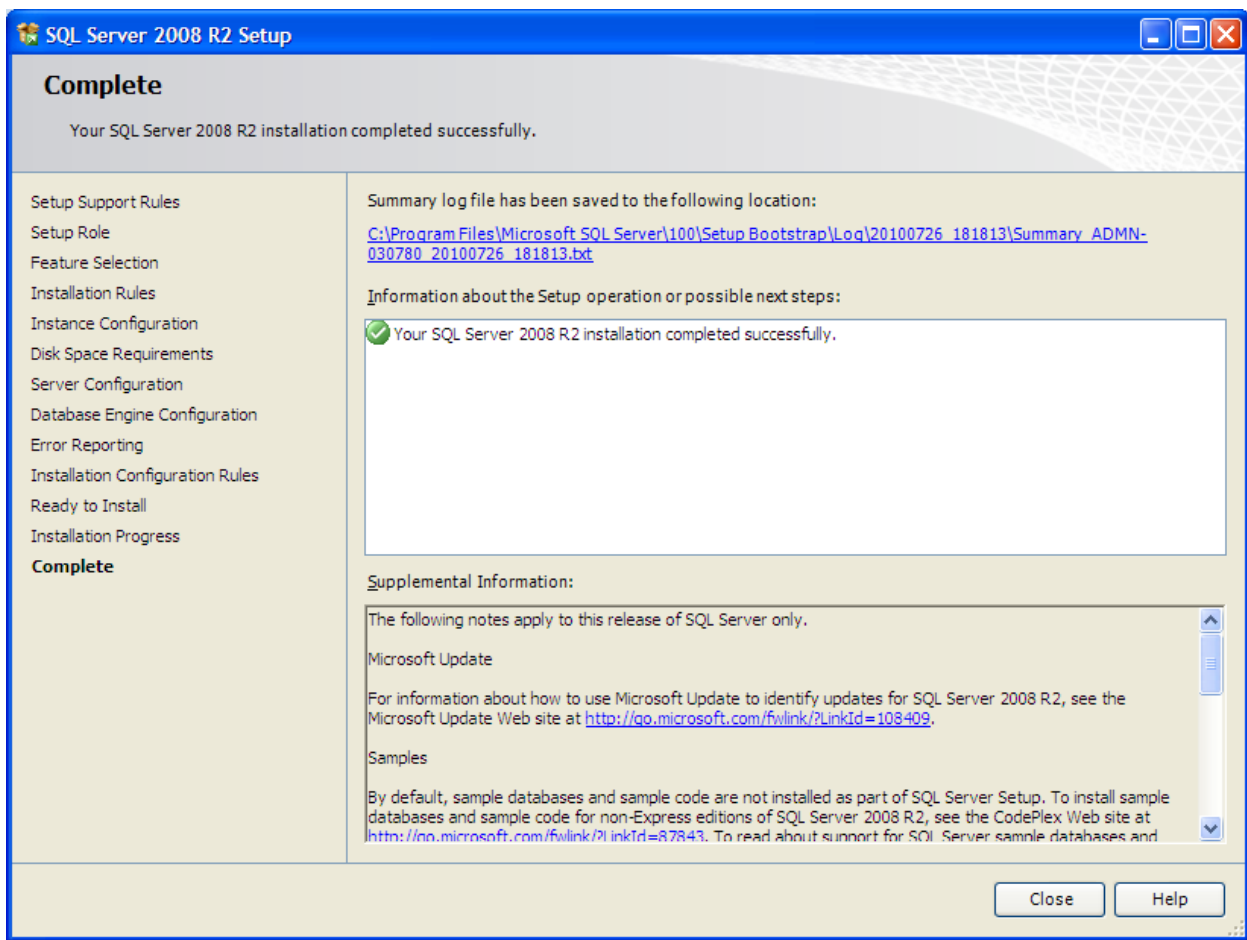 SQL Server 2008 R2 Setup
Complete
Your SQL Server 2008 R2 installation completed successfully.
Setup Support Rules
Setup Role
Feature Selection
Installation Rules
Instance Configuration
Disk Space Requirements
Server Configuration
Database Engine Configuration
Error Reporting
Installation Configuration Rules
Ready to Install
Installation Progress
Complete
Summary log file has been saved to the following location:
C:\Program Files\Microsoft SQL Server\100\Setup Bootstrap\Log\20100726_181813\Summary_ADMN-
030780_20100726_181813.txt
Information about the Setup operation or possible next steps:
Your SQL Server 2008 R2 installation completed successfully.
Supplemental Information:
The following notes apply to this release of SQL Server only.
Microsoft Update
For information about how to use Microsoft Update to identify updates for SQL Server 2008 R2, see the
Microsoft Update Web site at http://go.microsoft.com/fwlink/?LinkId=108409.
Samples
By default, sample databases and sample code are not installed as part of SQL Server Setup. To install sample
databases and sample code for non-Express editions of SQL Server 2008 R2, see the CodePlex Web site at
http://go.microsoft.com/fwlink/?LinkId=87843. To read about support for SQL Server sample databases and
Close
Help